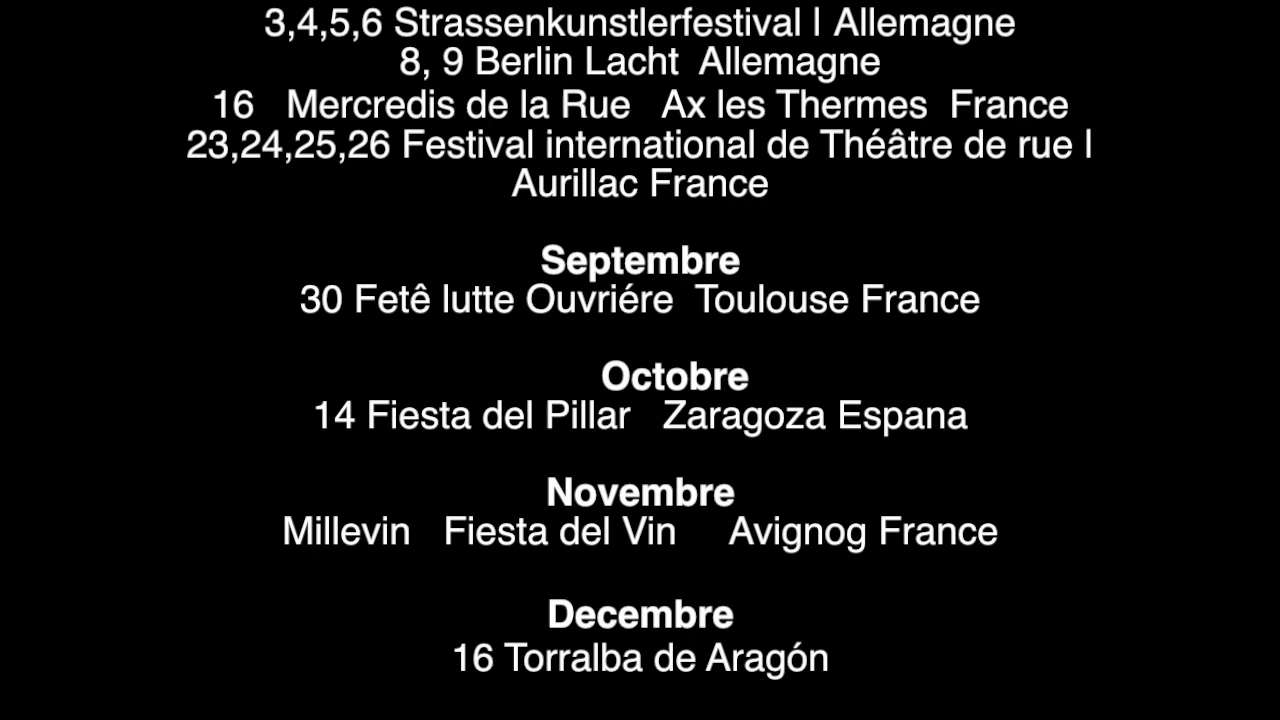 3,4,5,6 Strassenkunstlerfestival | Allemagne
8, 9 Berlin Lacht  Allemagne
16   Mercredis de la Rue   Ax les Thermes  France
23,24,25,26 Festival international de Théâtre de rue |
Aurillac France
Septembre
30 Fetê lutte Ouvriére  Toulouse France
Octobre
14 Fiesta del Pillar   Zaragoza Espana
Novembre
Millevin   Fiesta del Vin     Avignog France
Decembre
16 Torralba de Aragón